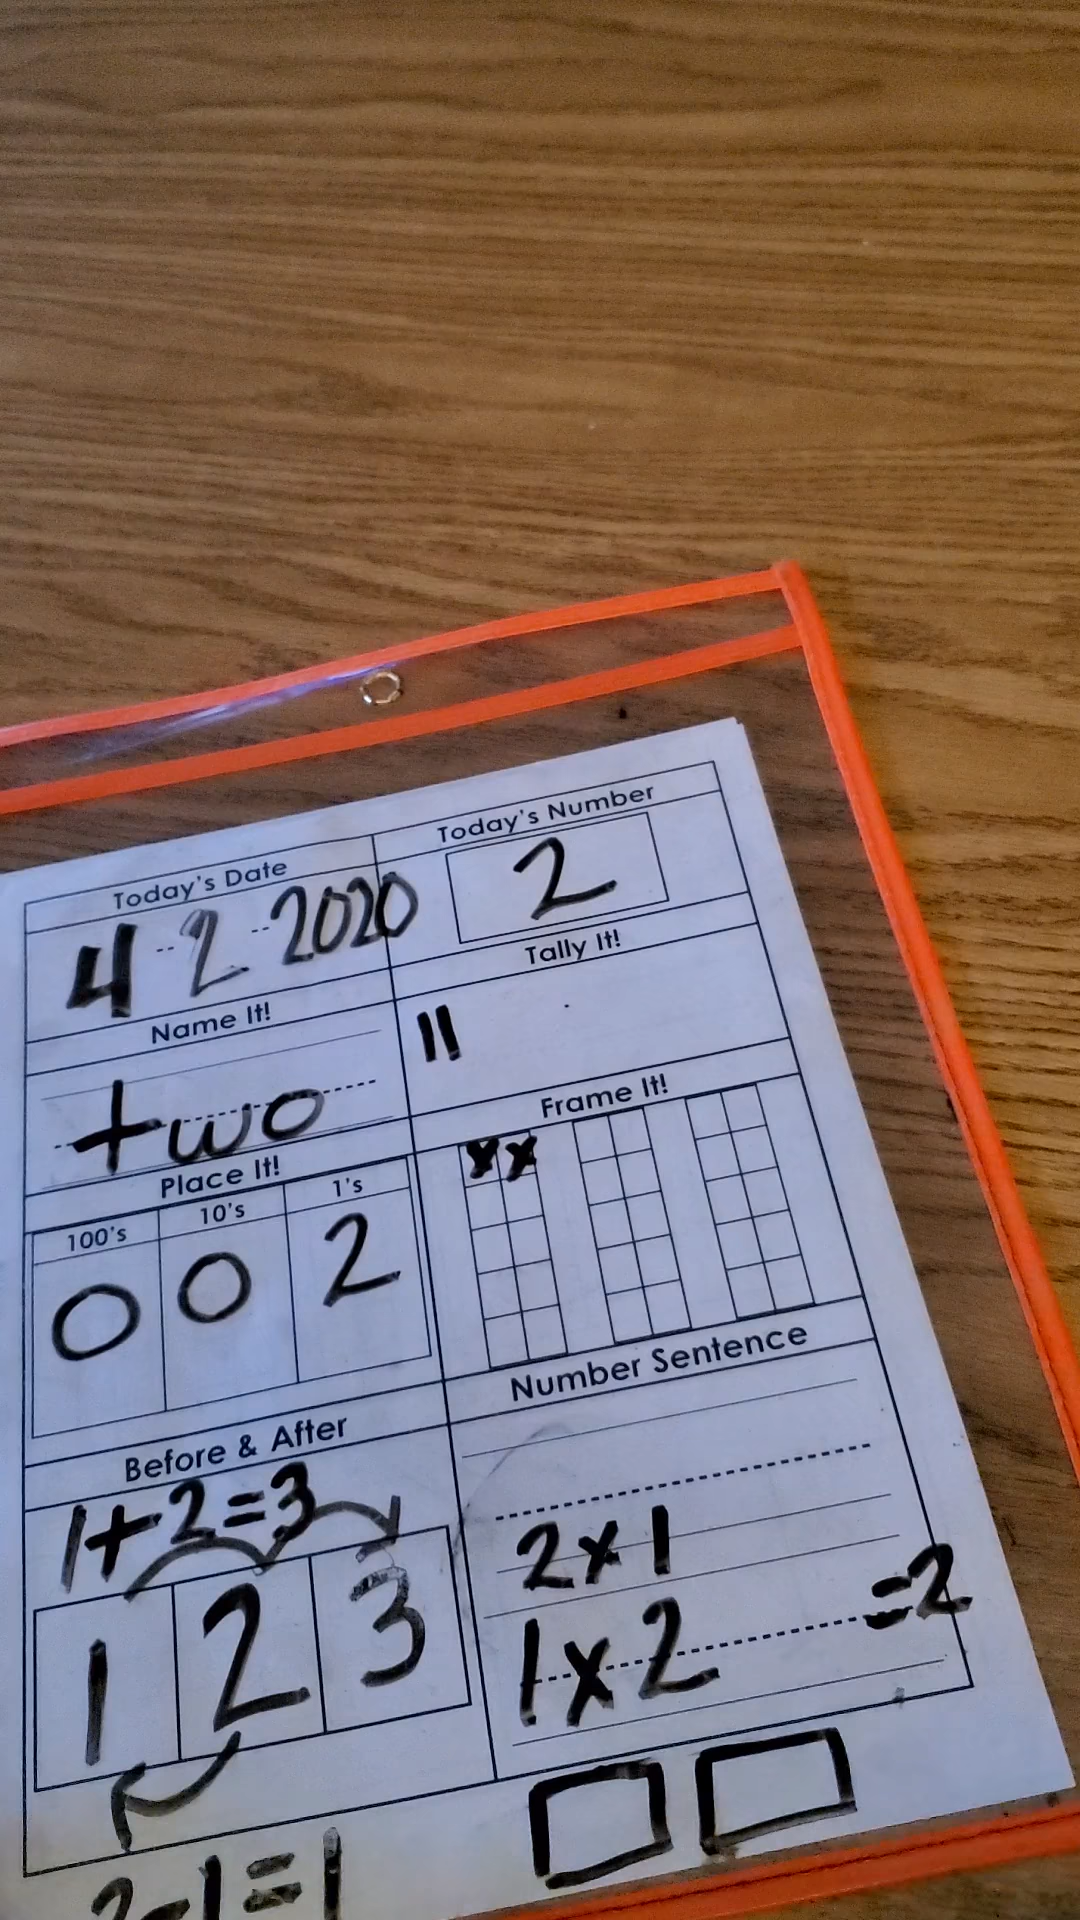 Today's Date
4-2-2020
Today's Number
2
Name It!
two
Tally It!
||
Place It!
100's 10's 1's
0 0 2
Frame It!
x x
Before & After
1+2=3
1 2 3
2-1=1
Number Sentence
2x1
1x2 =2